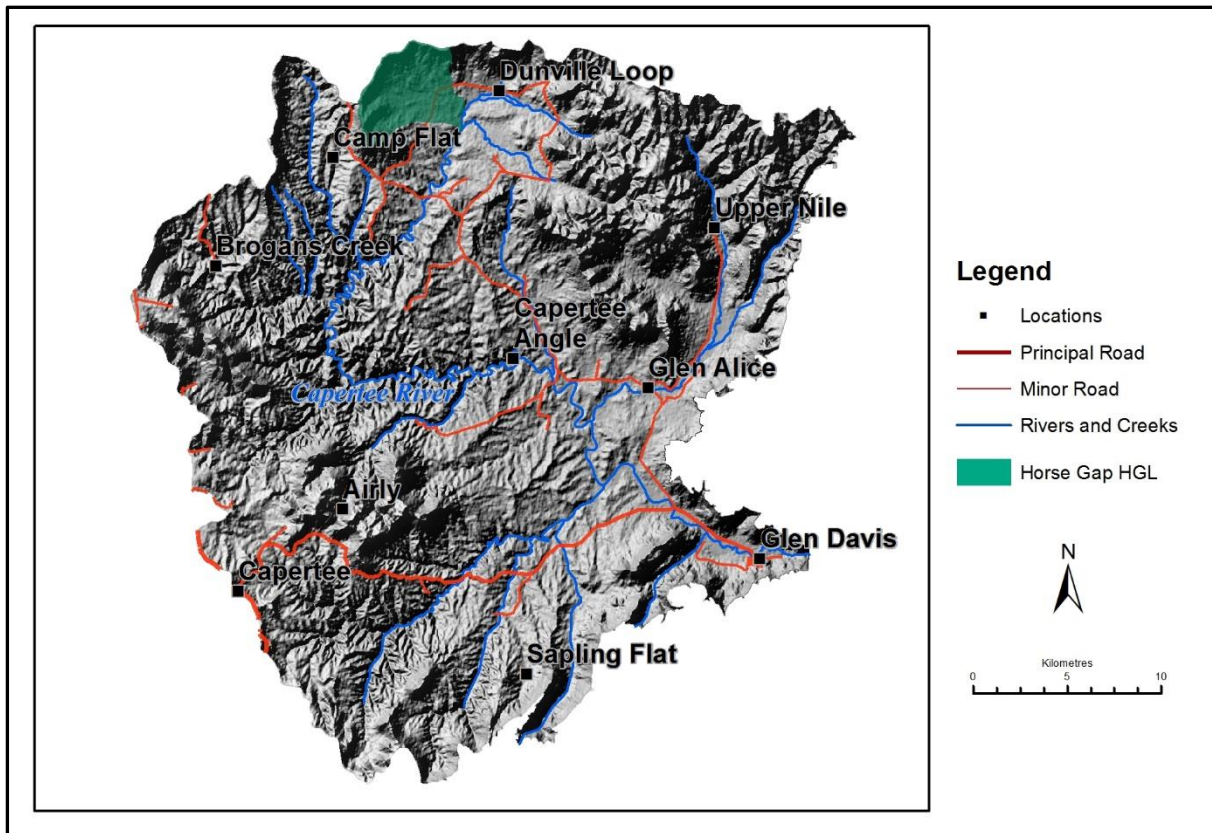 Dunville Loop
Camp Flat
Upper Nile
Brogans Creek
Capertee
Angle
Glen Alice
Capertee River
Airly
Glen Davis
Capertee
Sapling Flat
Legend
Locations
Principal Road
Minor Road
Rivers and Creeks
Horse Gap HGL
N
Kilometres
0 5 10